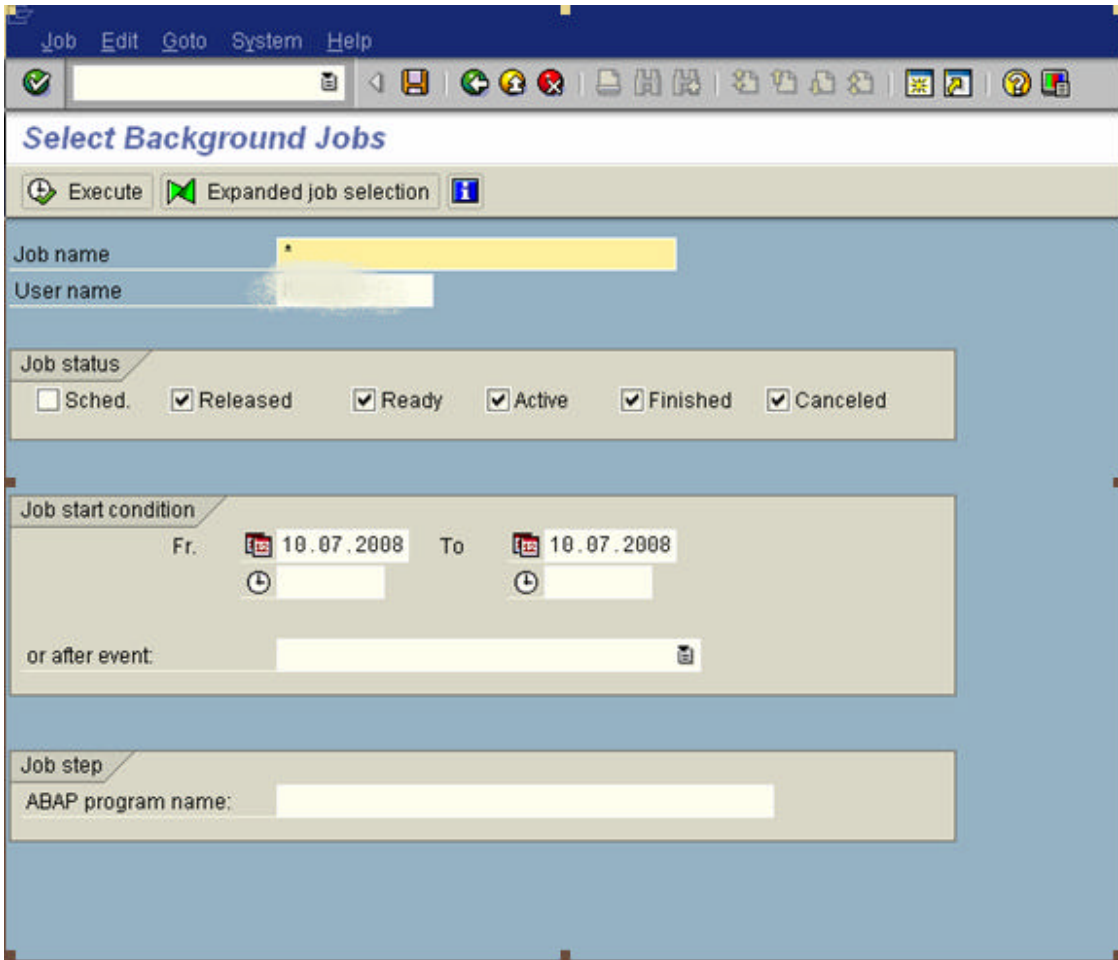 Job Edit Goto System Help
Select Background Jobs
Execute Expanded job selection
Job name *
User name
Job status
Sched. Released Ready Active Finished Canceled
Job start condition
Fr. 10.07.2008 To 10.07.2008
or after event:
Job step
ABAP program name: